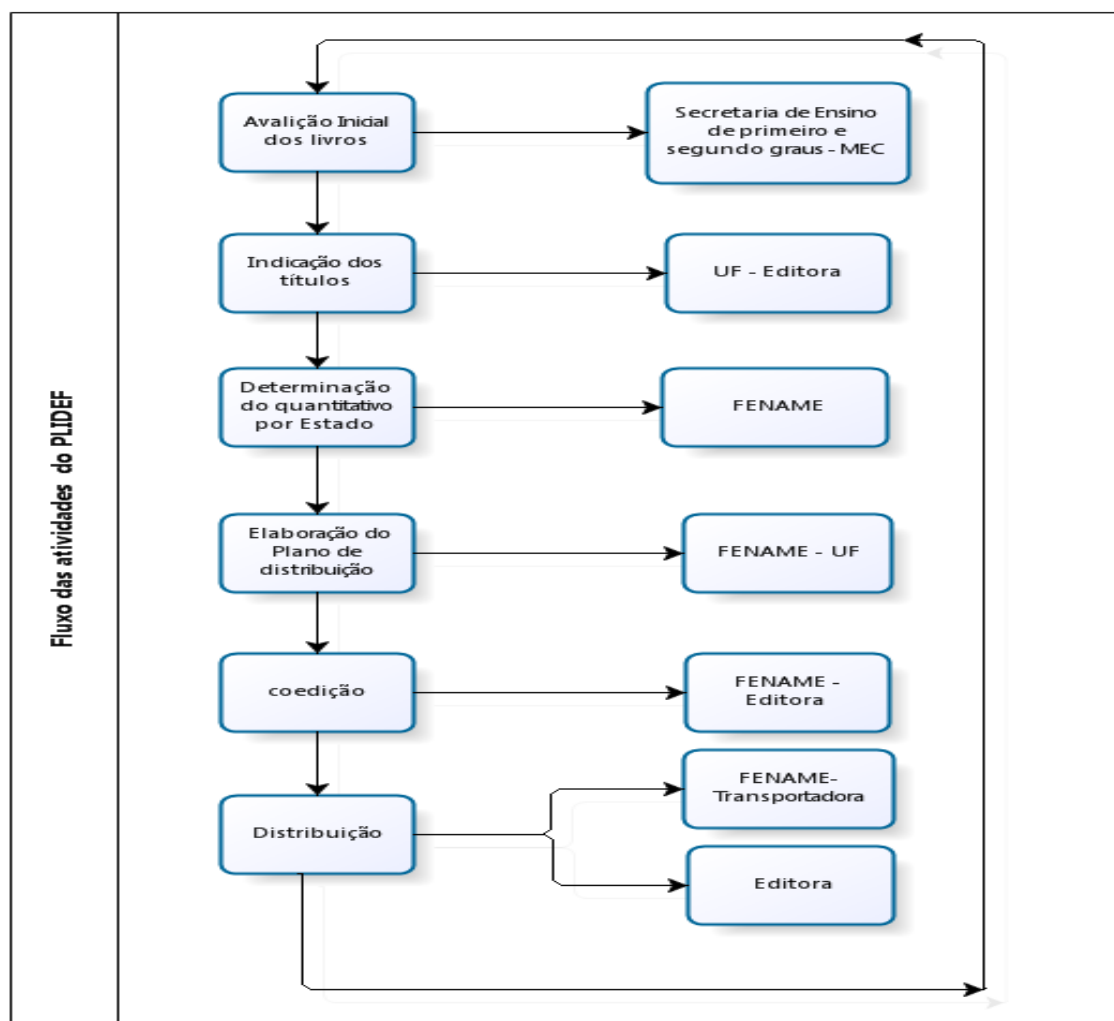 Fluxo das atividades do PLIDEF
Avalição Inicial
dos livros
Secretaria de Ensino
de primeiro e
segundo graus - MEC
Indicação dos
títulos
UF - Editora
Determinação
do quantitativo
por Estado
FENAME
Elaboração do
Plano de
distribuição
FENAME - UF
coedição
FENAME -
Editora
Distribuição
FENAME-
Transportadora
Editora